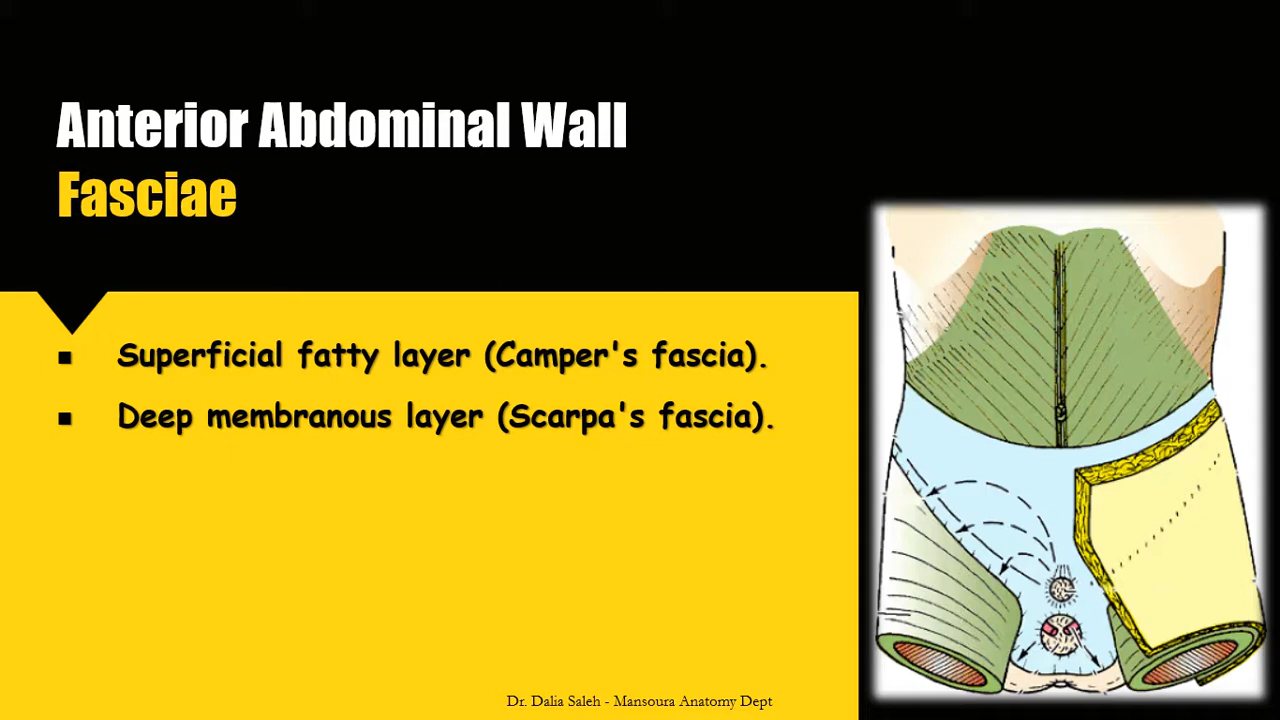 Anterior Abdominal Wall
Fasciae
▪ Superficial fatty layer (Camper's fascia).
▪ Deep membranous layer (Scarpa's fascia).
Dr. Dalia Saleh - Mansoura Anatomy Dept